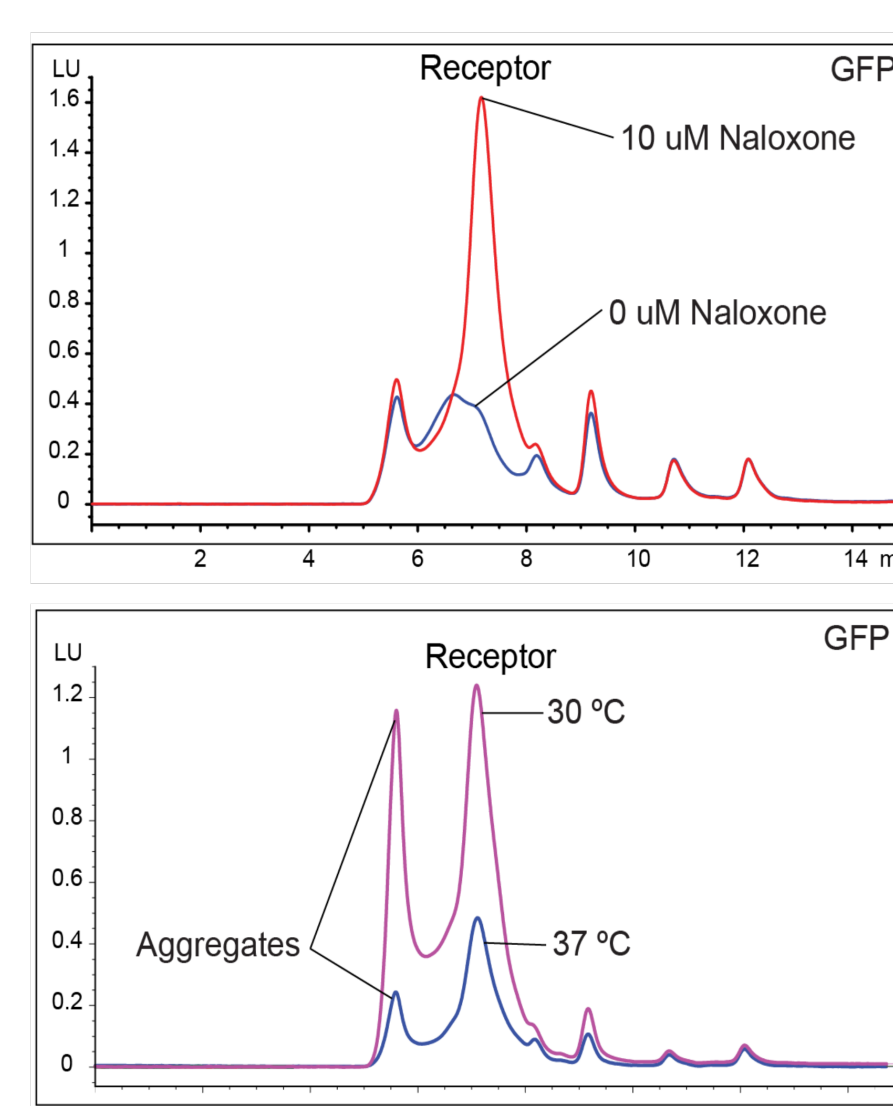 LU
Receptor
GFP
1.6
10 uM Naloxone
1.4
1.2
1
0.8
0 uM Naloxone
0.6
0.4
0.2
0
2 4 6 8 10 12 14 m
GFP
LU
Receptor
1.2
30 ºC
1
0.8
0.6
0.4
Aggregates
37 ºC
0.2
0